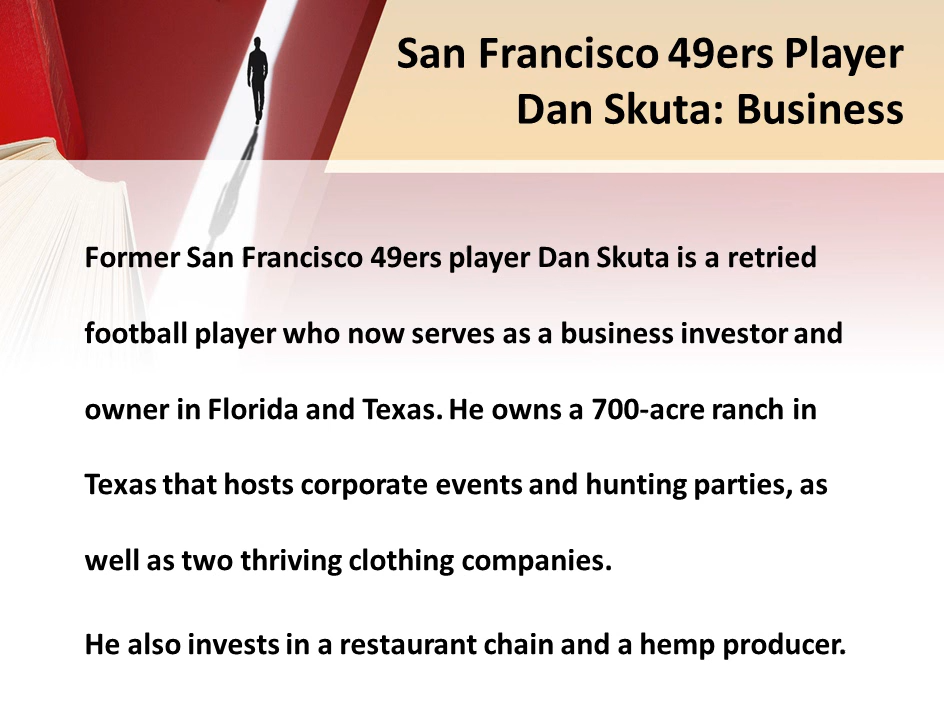 San Francisco 49ers Player
Dan Skuta: Business
Former San Francisco 49ers player Dan Skuta is a retried
football player who now serves as a business investor and
owner in Florida and Texas. He owns a 700-acre ranch in
Texas that hosts corporate events and hunting parties, as
well as two thriving clothing companies.
He also invests in a restaurant chain and a hemp producer.